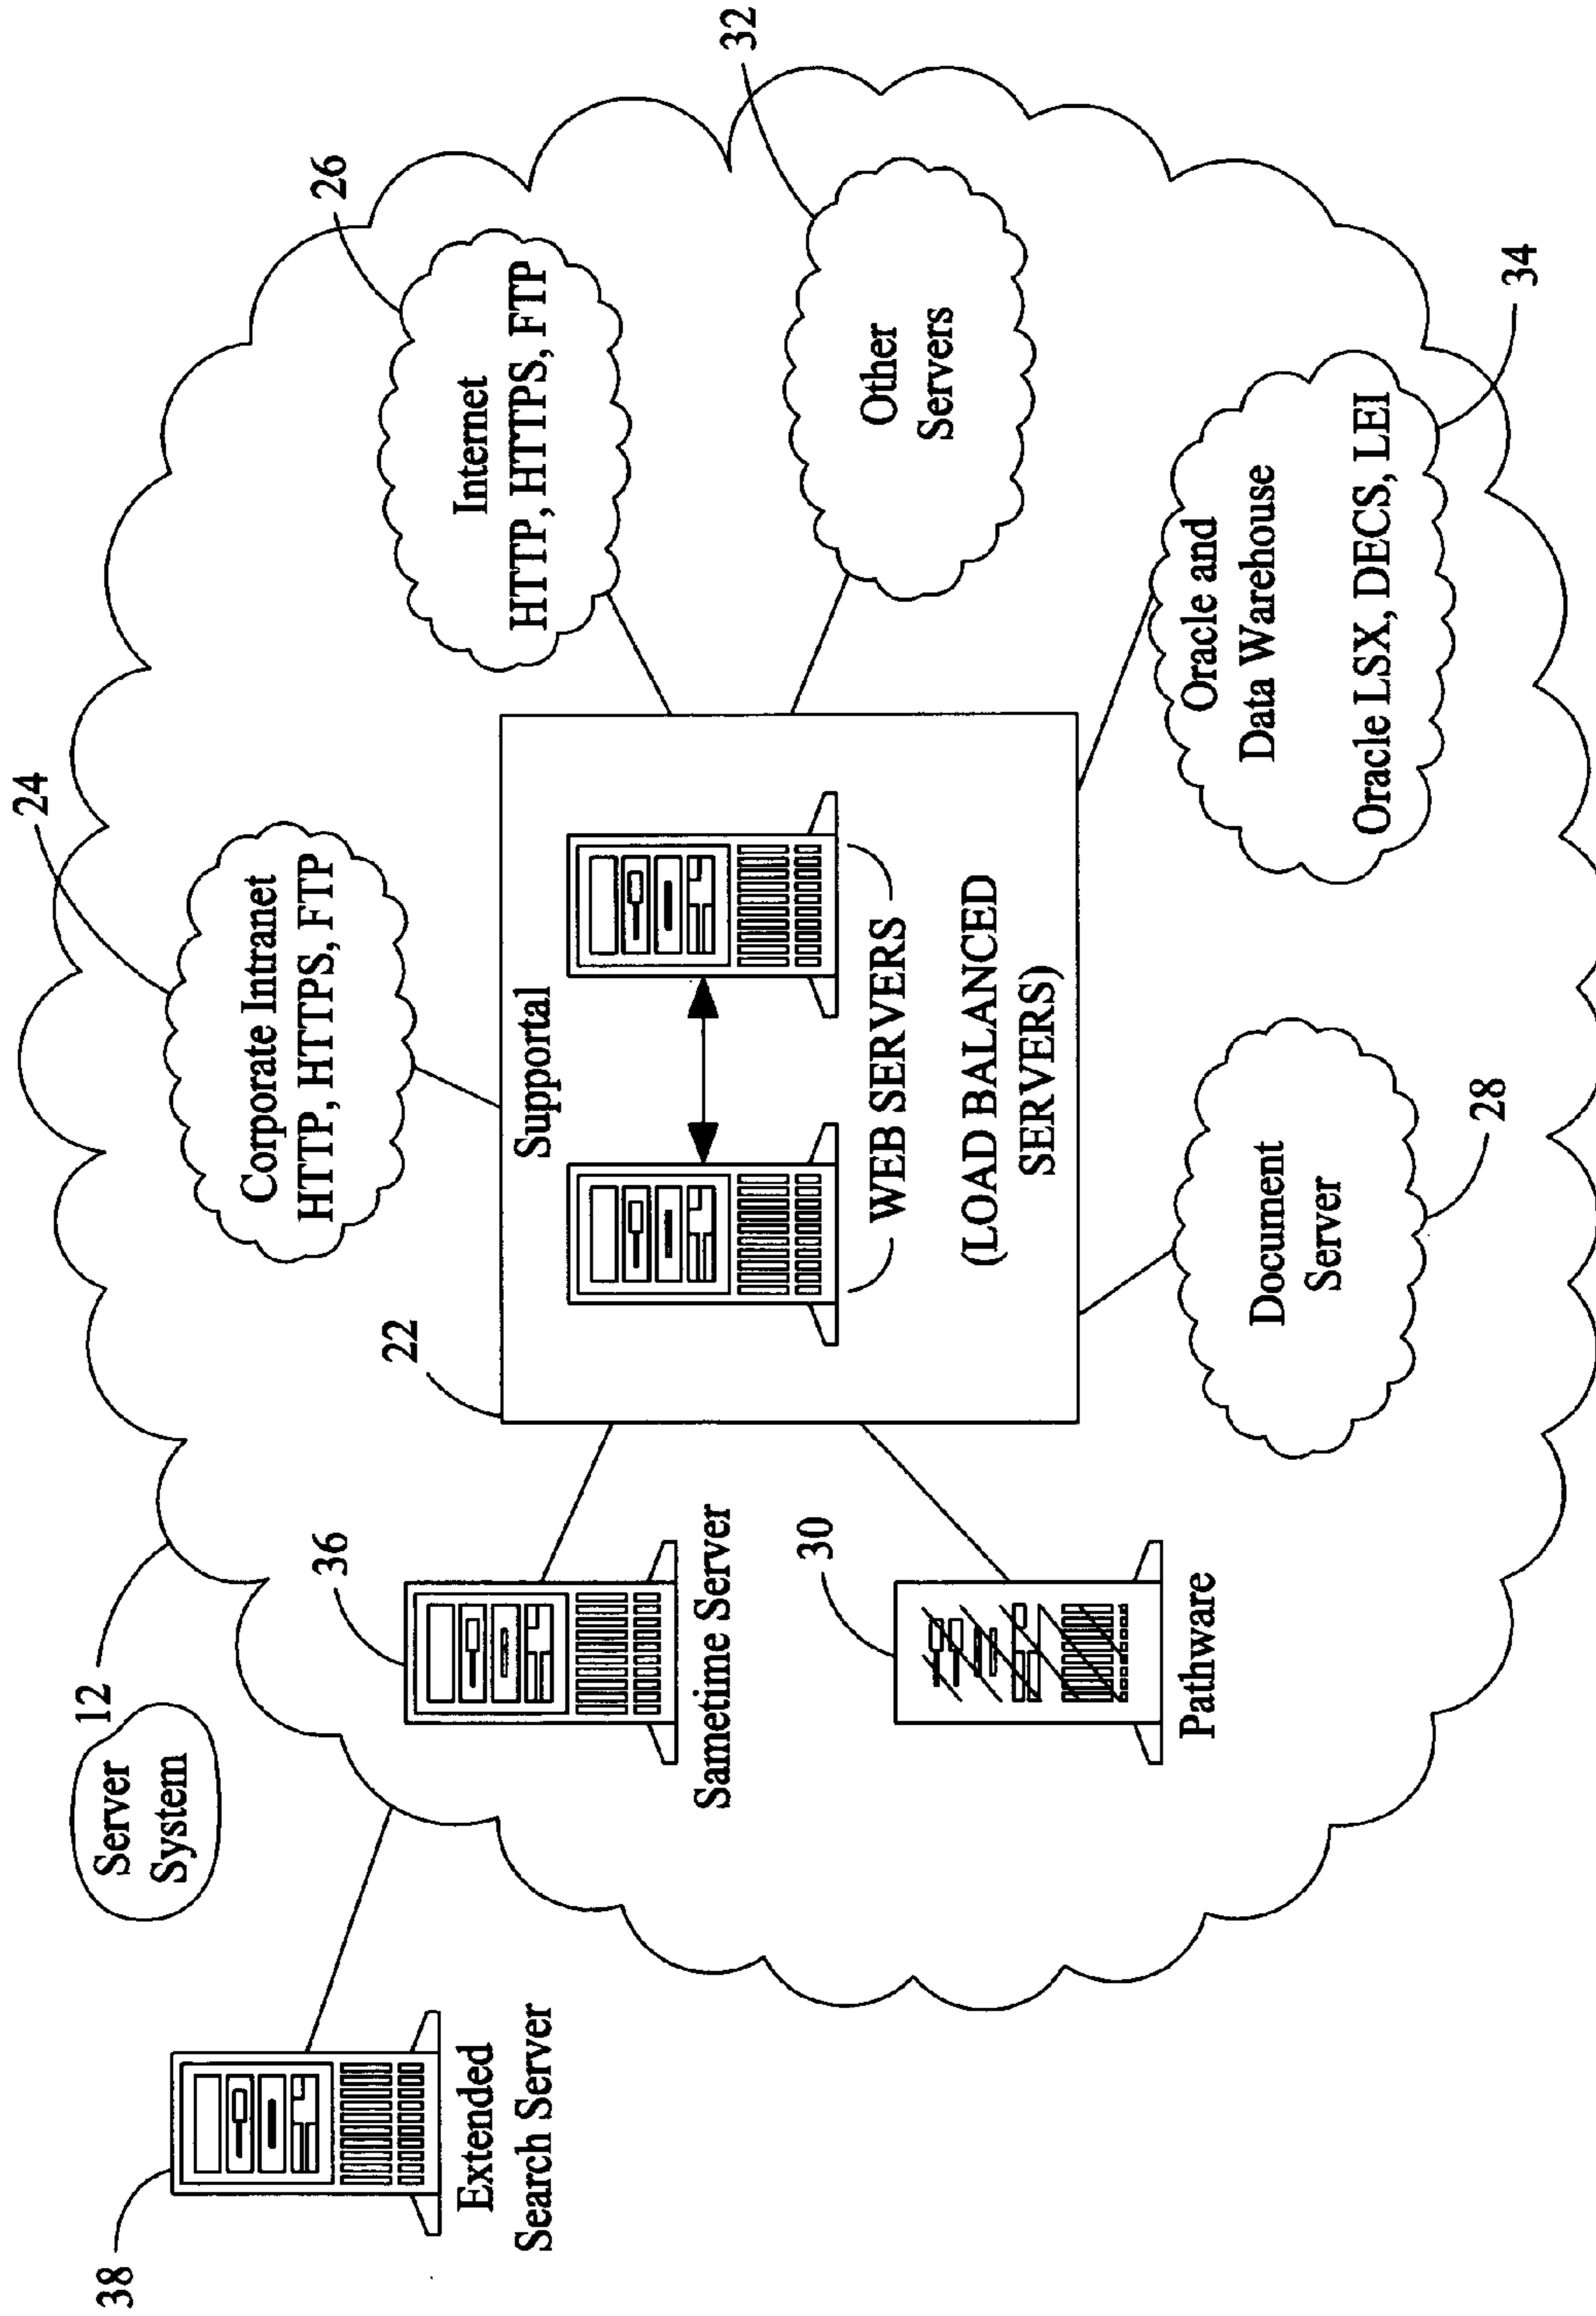 38
Extended
Search Server
Server
System
12
36
Sametime Server
30
Pathware
22
24
Corporate Intranet
HTTP, HTTPS, FTP
Supportal
WEB SERVERS
(LOAD BALANCED
SERVERS)
Document
Server
28
26
Internet
HTTP, HTTPS, FTP
32
Other
Servers
Oracle and
Data Warehouse
Oracle LSX, DECS, LEI
34